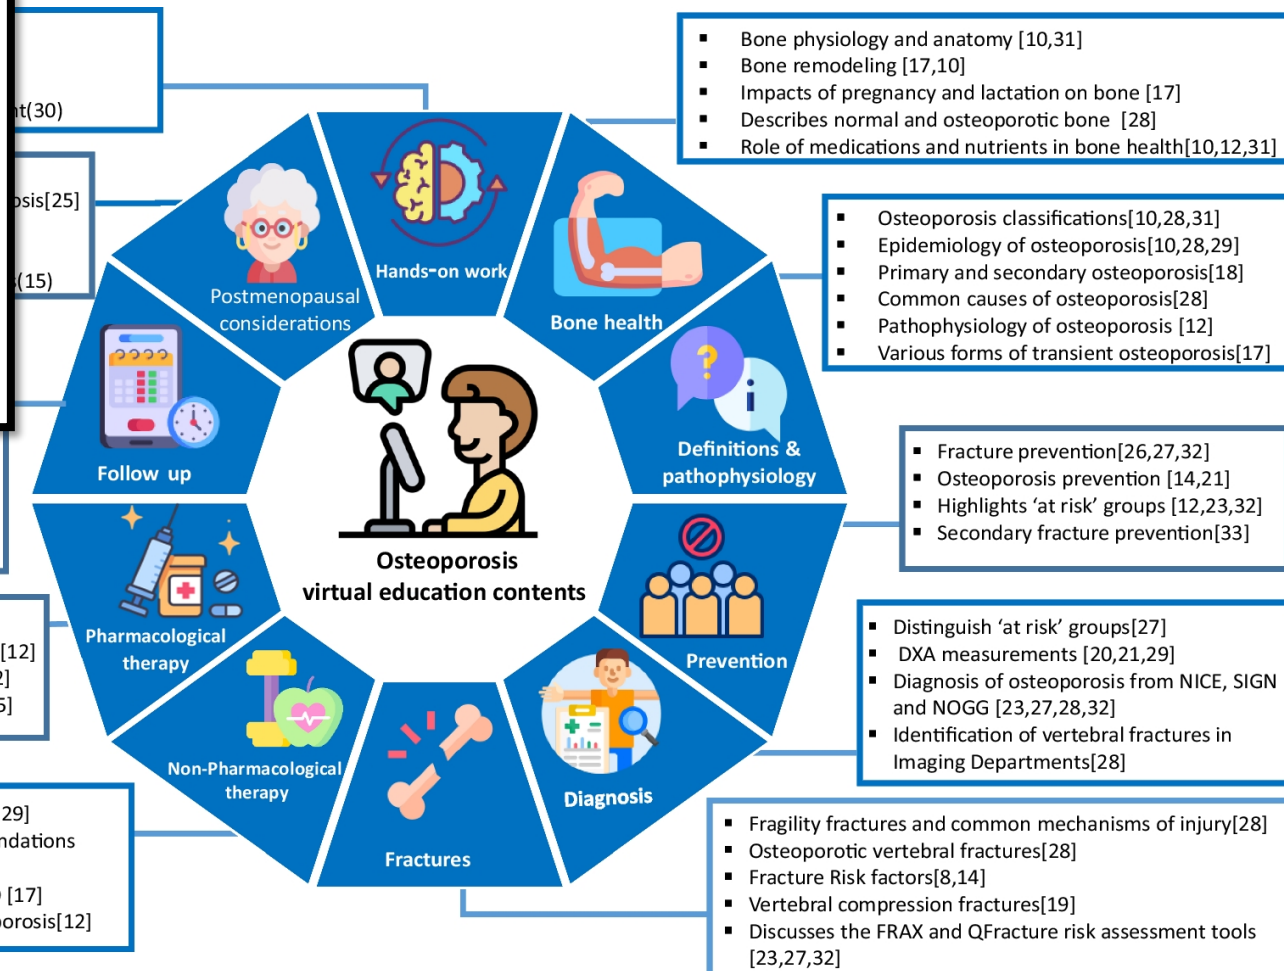 (30)
[25]
(15)
[12]
29]
[17]
[12]
Hands-on work
Postmenopausal
considerations
Bone health
Follow up
Definitions &
pathophysiology
Osteoporosis
virtual education contents
Pharmacological
therapy
Prevention
Non-Pharmacological
therapy
Diagnosis
Fractures
▪ Bone physiology and anatomy [10,31]
▪ Bone remodeling [17,10]
▪ Impacts of pregnancy and lactation on bone [17]
▪ Describes normal and osteoporotic bone [28]
▪ Role of medications and nutrients in bone health[10,12,31]
▪ Osteoporosis classifications[10,28,31]
▪ Epidemiology of osteoporosis[10,28,29]
▪ Primary and secondary osteoporosis[18]
▪ Common causes of osteoporosis[28]
▪ Pathophysiology of osteoporosis [12]
▪ Various forms of transient osteoporosis[17]
▪ Fracture prevention[26,27,32]
▪ Osteoporosis prevention [14,21]
▪ Highlights ‘at risk’ groups [12,23,32]
▪ Secondary fracture prevention[33]
▪ Distinguish ‘at risk’ groups[27]
▪ DXA measurements [20,21,29]
▪ Diagnosis of osteoporosis from NICE, SIGN
and NOGG [23,27,28,32]
▪ Identification of vertebral fractures in
Imaging Departments[28]
▪ Fragility fractures and common mechanisms of injury[28]
▪ Osteoporotic vertebral fractures[28]
▪ Fracture Risk factors[8,14]
▪ Vertebral compression fractures[19]
▪ Discusses the FRAX and QFracture risk assessment tools
[23,27,32]